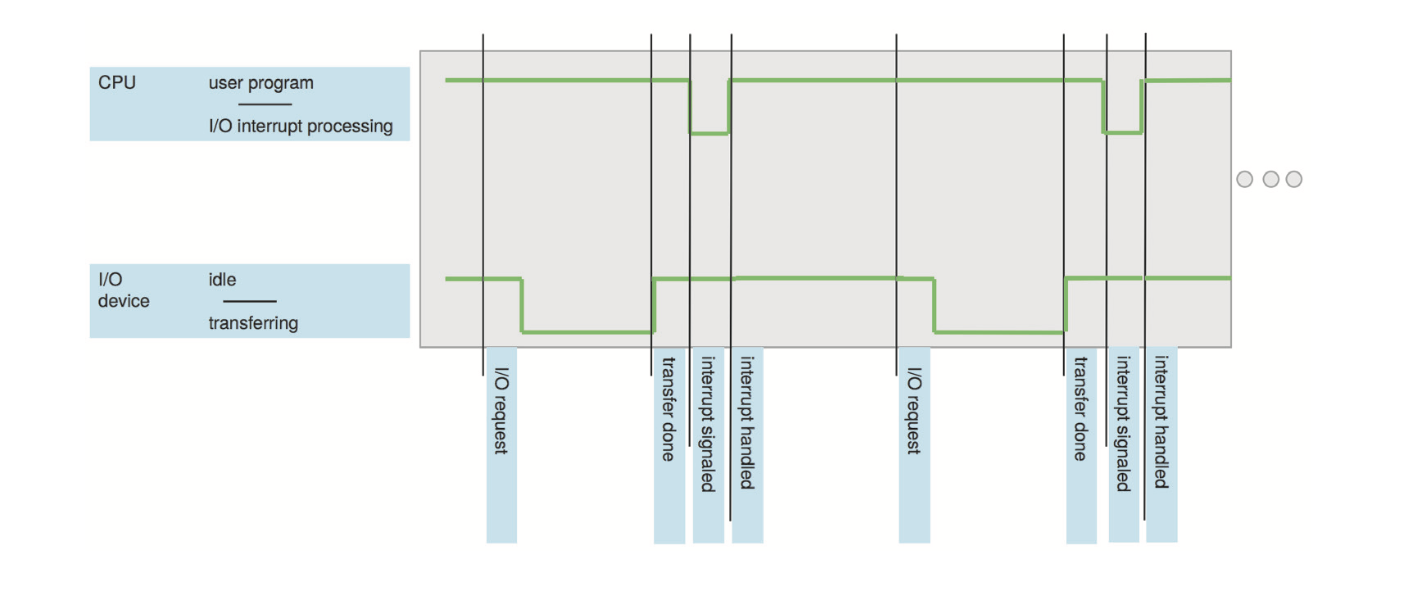 CPU
user program
I/O interrupt processing
I/O
device
idle
transferring
I/O request
transfer done
interrupt signaled
interrupt handled
I/O request
transfer done
interrupt signaled
interrupt handled